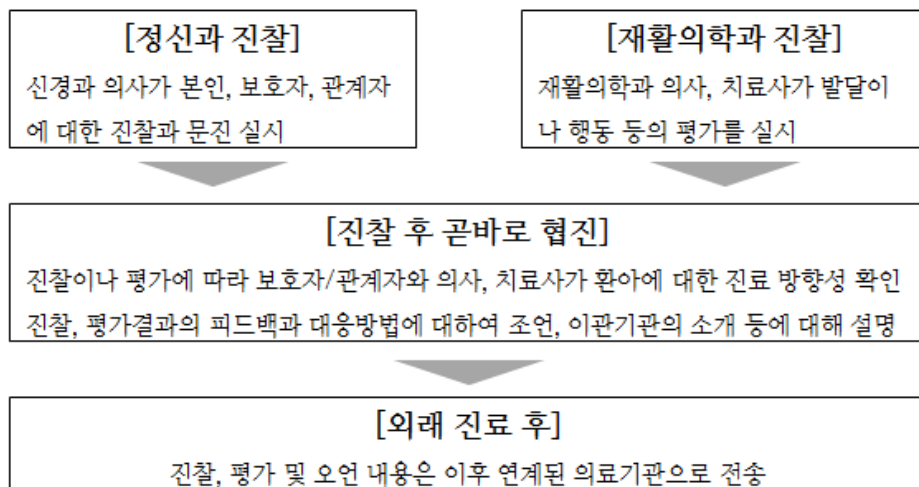 [정신과 진찰]
신경과 의사가 본인, 보호자, 관계자
에 대한 진찰과 문진 실시
[재활의학과 진찰]
재활의학과 의사, 치료사가 발달이
나 행동 등의 평가를 실시
[진찰 후 곧바로 협진]
진찰이나 평가에 따라 보호자/관계자와 의사, 치료사가 환아에 대한 진료 방향성 확인
진찰, 평가결과의 피드백과 대응방법에 대하여 조언, 이관기관의 소개 등에 대해 설명
[외래 진료 후]
진찰, 평가 및 오언 내용은 이후 연계된 의료기관으로 전송